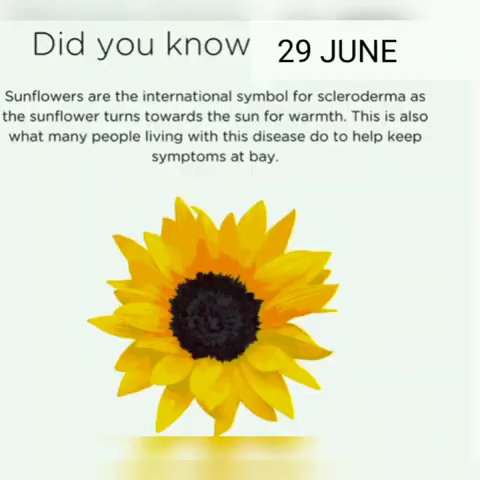 Did you know
29 JUNE
Sunflowers are the international symbol for scleroderma as
the sunflower turns towards the sun for warmth. This is also
what many people living with this disease do to help keep
symptoms at bay.